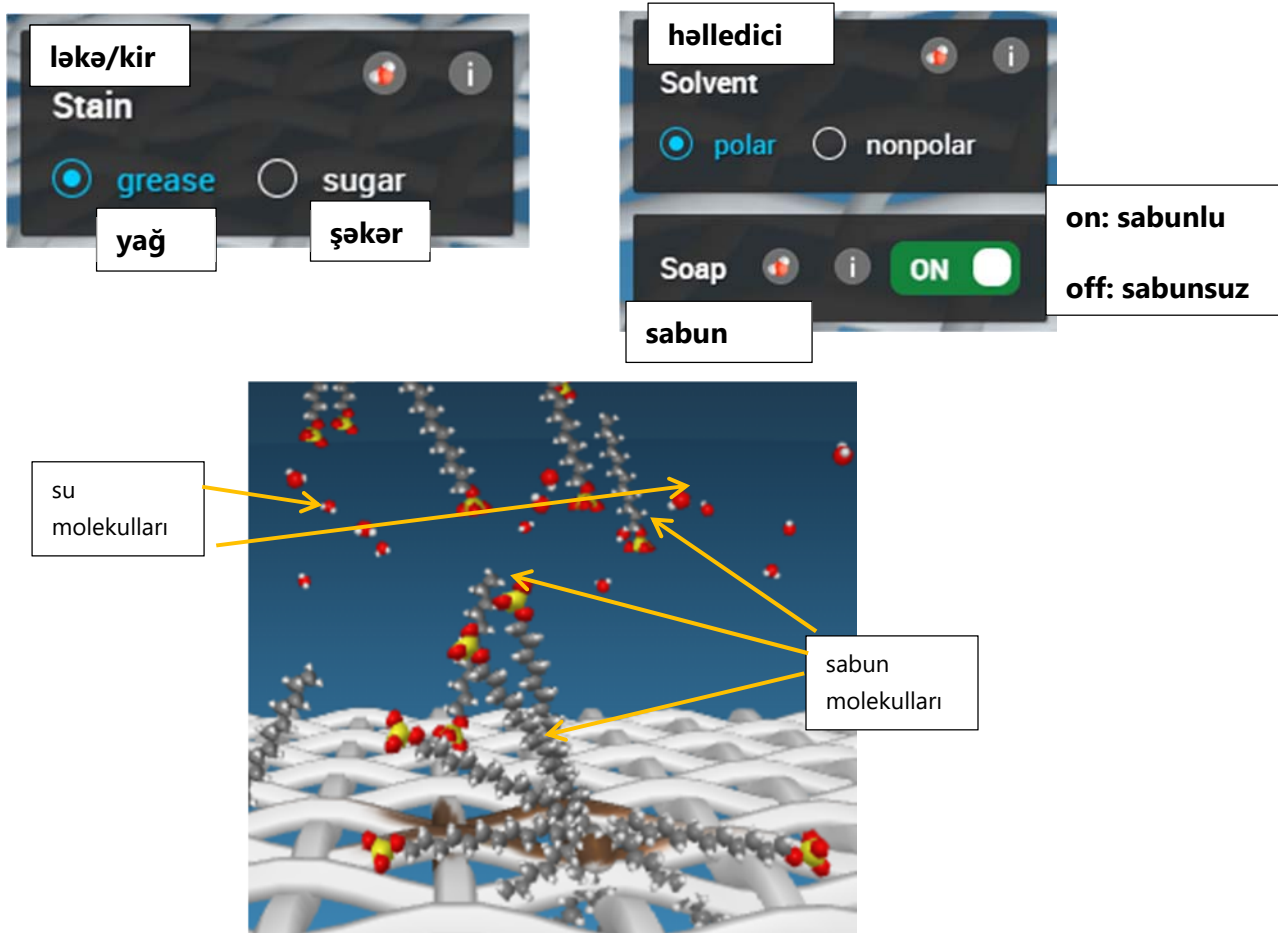 ləkə/kir
Stain
i
grease
sugar
yağ
şəkər
həlledici
i
Solvent
polar
nonpolar
Soap
i
ON
sabun
on: sabunlu
off: sabunsuz
su
molekulları
sabun
molekulları